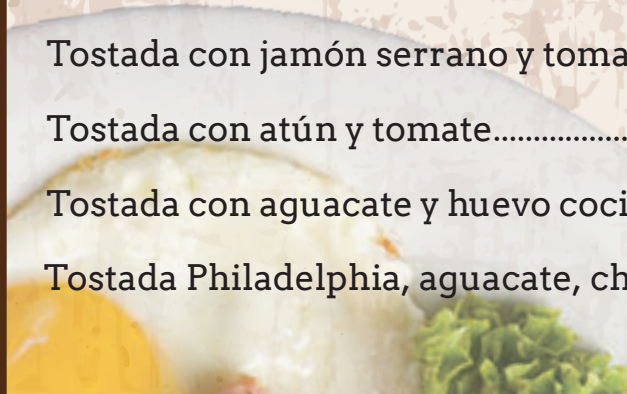 Tostada con jamón serrano y toma
Tostada con atún y tomate.................
Tostada con aguacate y huevo coci
Tostada Philadelphia, aguacate, ch